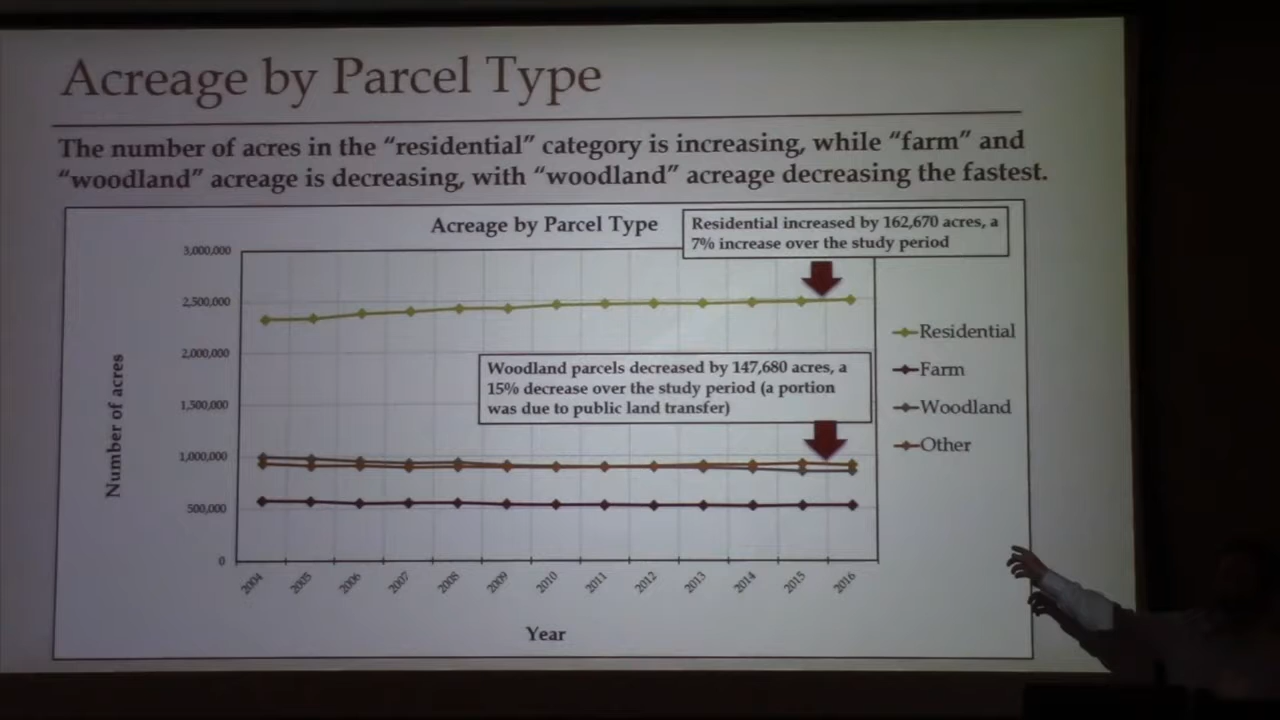 Acreage by Parcel Type
The number of acres in the “residential” category is increasing, while “farm” and
“woodland” acreage is decreasing, with “woodland” acreage decreasing the fastest.
Acreage by Parcel Type
Residential increased by 162,670 acres, a
7% increase over the study period
3,000,000
2,500,000
2,000,000
1,500,000
1,000,000
500,000
0
Number of acres
Woodland parcels decreased by 147,680 acres, a
15% decrease over the study period (a portion
was due to public land transfer)
Residential
Farm
Woodland
Other
2004
2005
2006
2007
2008
2009
2010
2011
2012
2013
2014
2015
2016
Year